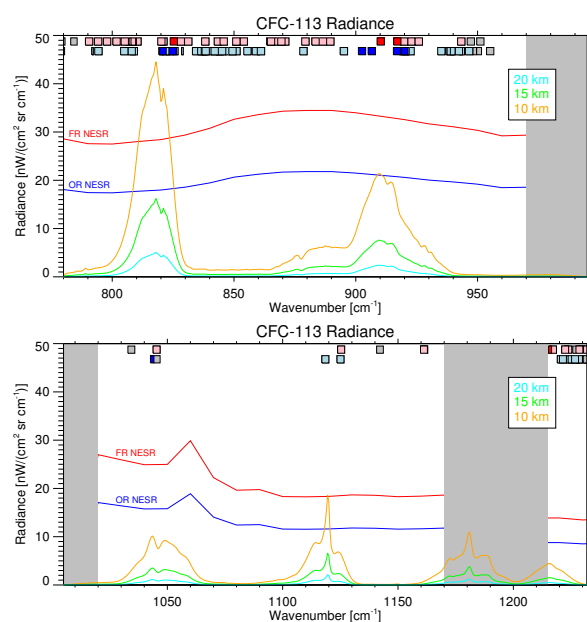 CFC-113 Radiance
50
40
30
20
10
0
Radiance [nW/(cm² sr cm⁻¹)]
20 km
15 km
10 km
FR NESR
OR NESR
800
850
900
950
Wavenumber [cm⁻¹]
CFC-113 Radiance
50
40
30
20
10
0
Radiance [nW/(cm² sr cm⁻¹)]
20 km
15 km
10 km
FR NESR
OR NESR
1050
1100
1150
1200
Wavenumber [cm⁻¹]